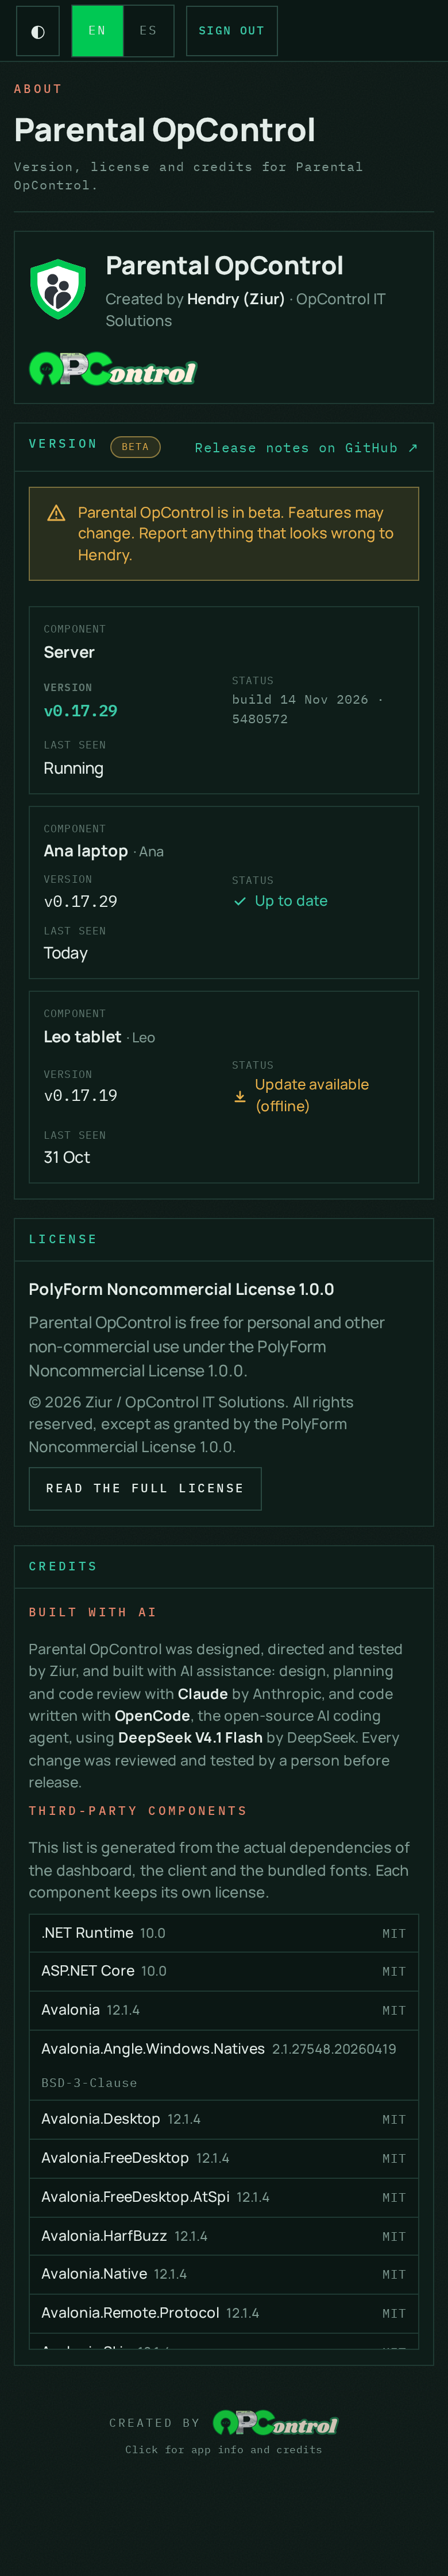 EN
ES
SIGN OUT
ABOUT
Parental OpControl
Version, license and credits for Parental
OpControl.
Parental OpControl
Created by Hendry (Ziur) · OpControl IT
Solutions
OPControl
VERSION
BETA
Release notes on GitHub ↗
Parental OpControl is in beta. Features may
change. Report anything that looks wrong to
Hendry.
COMPONENT
Server
VERSION
v0.17.29
STATUS
build 14 Nov 2026 ·
5480572
LAST SEEN
Running
COMPONENT
Ana laptop · Ana
VERSION
v0.17.29
STATUS
Up to date
LAST SEEN
Today
COMPONENT
Leo tablet · Leo
VERSION
v0.17.19
STATUS
Update available
(offline)
LAST SEEN
31 Oct
LICENSE
PolyForm Noncommercial License 1.0.0
Parental OpControl is free for personal and other
non-commercial use under the PolyForm
Noncommercial License 1.0.0.
© 2026 Ziur / OpControl IT Solutions. All rights
reserved, except as granted by the PolyForm
Noncommercial License 1.0.0.
READ THE FULL LICENSE
CREDITS
BUILT WITH AI
Parental OpControl was designed, directed and tested
by Ziur, and built with AI assistance: design, planning
and code review with Claude by Anthropic, and code
written with OpenCode, the open-source AI coding
agent, using DeepSeek V4.1 Flash by DeepSeek. Every
change was reviewed and tested by a person before
release.
THIRD-PARTY COMPONENTS
This list is generated from the actual dependencies of
the dashboard, the client and the bundled fonts. Each
component keeps its own license.
.NET Runtime 10.0 MIT
ASP.NET Core 10.0 MIT
Avalonia 12.1.4 MIT
Avalonia.Angle.Windows.Natives 2.1.27548.20260419
BSD-3-Clause
Avalonia.Desktop 12.1.4 MIT
Avalonia.FreeDesktop 12.1.4 MIT
Avalonia.FreeDesktop.AtSpi 12.1.4 MIT
Avalonia.HarfBuzz 12.1.4 MIT
Avalonia.Native 12.1.4 MIT
Avalonia.Remote.Protocol 12.1.4 MIT
CREATED BY OPControl
Click for app info and credits